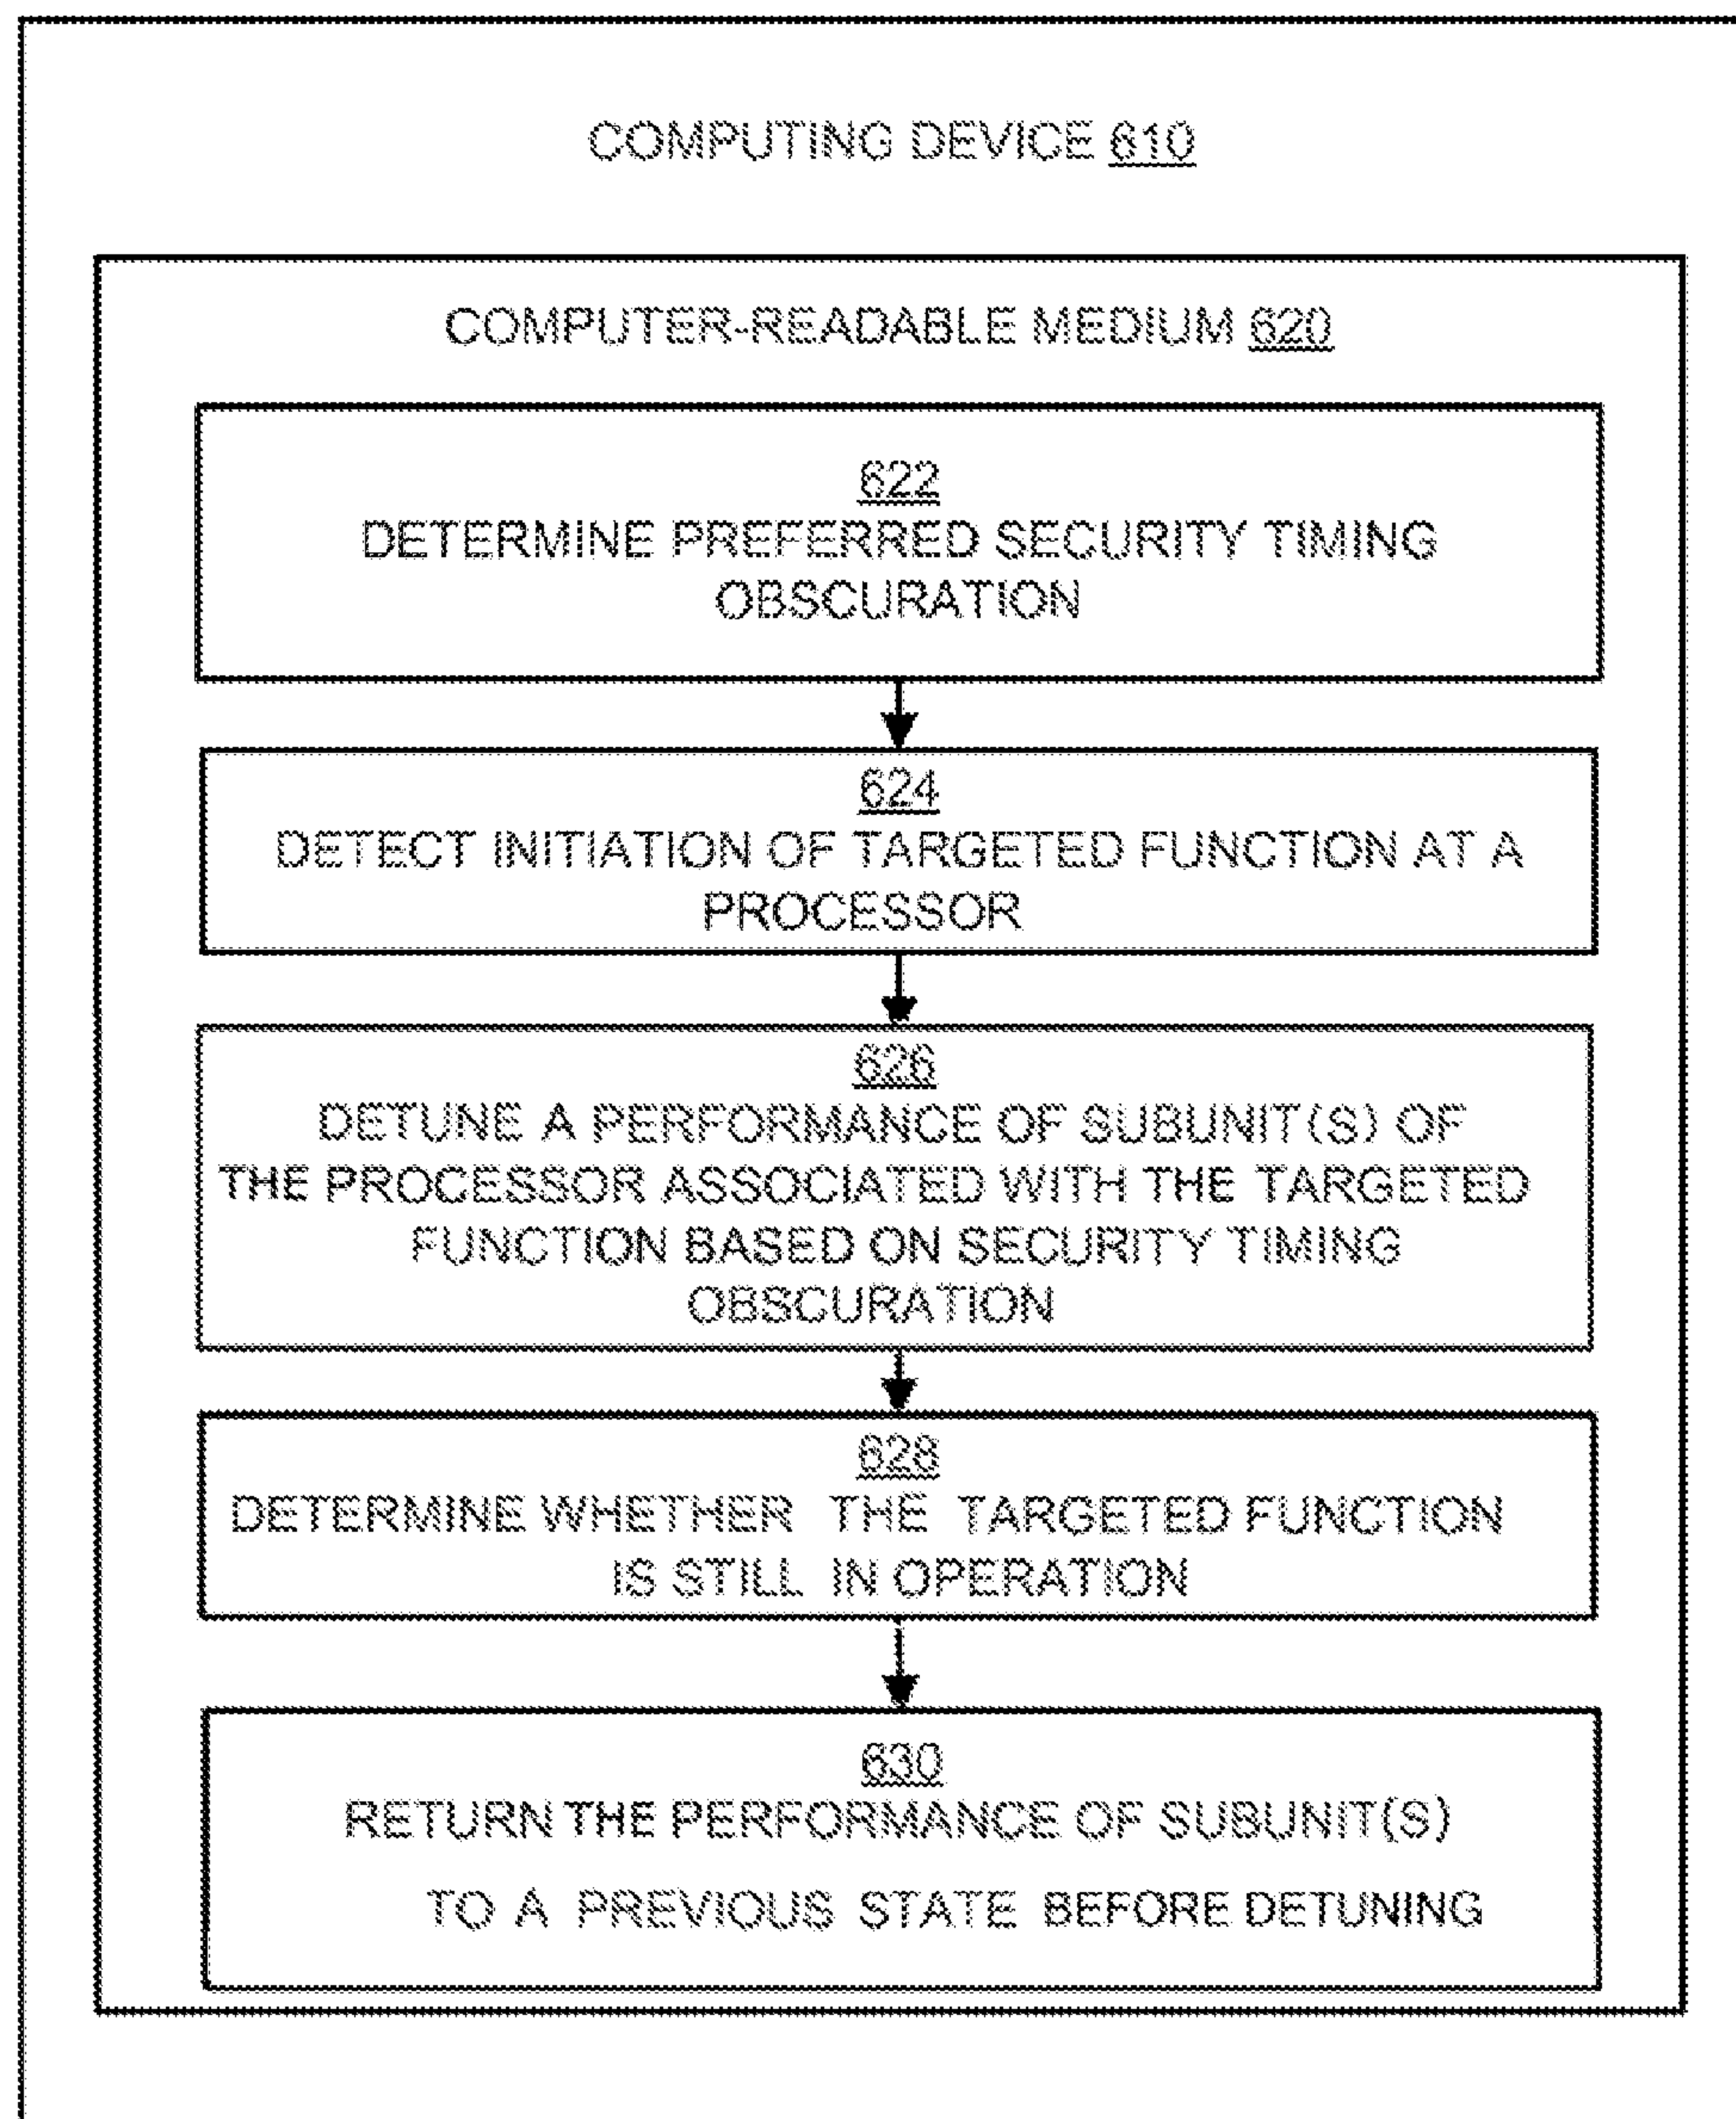 COMPUTING DEVICE 610
COMPUTER-READABLE MEDIUM 620
622
DETERMINE PREFERRED SECURITY TIMING
OBSCURATION
624
DETECT INITIATION OF TARGETED FUNCTION AT A
PROCESSOR
626
DETUNE A PERFORMANCE OF SUBUNIT(S) OF
THE PROCESSOR ASSOCIATED WITH THE TARGETED
FUNCTION BASED ON SECURITY TIMING
OBSCURATION
628
DETERMINE WHETHER THE TARGETED FUNCTION
IS STILL IN OPERATION
630
RETURN THE PERFORMANCE OF SUBUNIT(S)
TO A PREVIOUS STATE BEFORE DETUNING